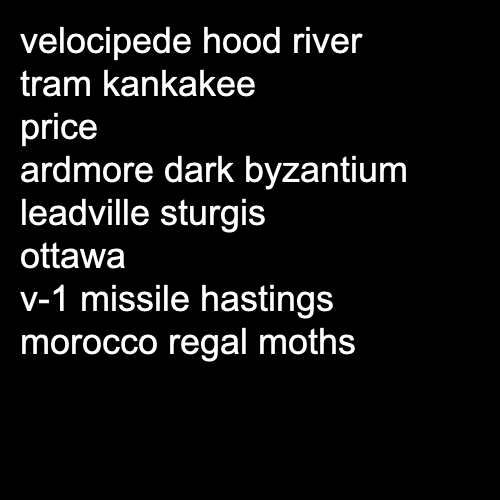 velocipede hood river
tram kankakee
price
ardmore dark byzantium
leadville sturgis
ottawa
v-1 missile hastings
morocco regal moths